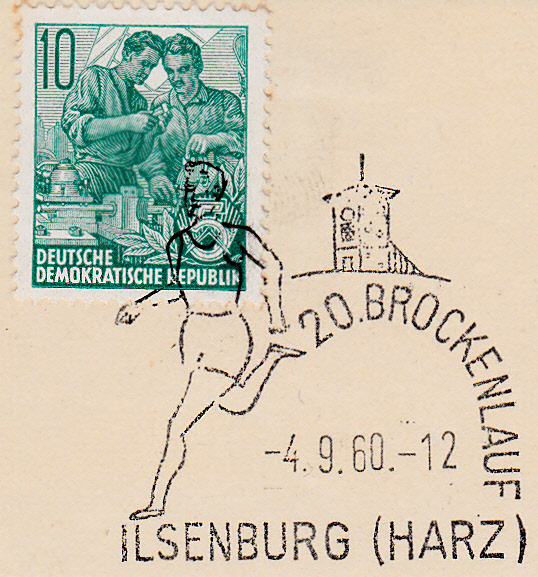 10
DEUTSCHE
DEMOKRATISCHE REPUBLIK
20. BROCKENLAUF
-4.9.60.-12
ILSENBURG (HARZ)